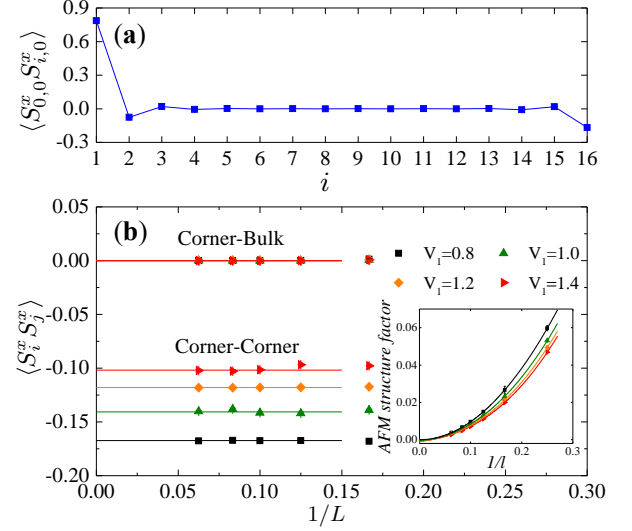 (a)
⟨S^x_{0,0} S^x_{i,0}⟩
0.9
0.6
0.3
0.0
-0.3
1 2 3 4 5 6 7 8 9 10 11 12 13 14 15 16
i
(b)
⟨S^x_i S^x_j⟩
0.05
0.00
-0.05
-0.10
-0.15
-0.20
Corner-Bulk
V_1=0.8
V_1=1.0
V_1=1.2
V_1=1.4
Corner-Corner
AFM structure factor
0.06
0.04
0.02
0.00
0.0 0.1 0.2 0.3
1/l
0.00 0.05 0.10 0.15 0.20 0.25 0.30
1/L